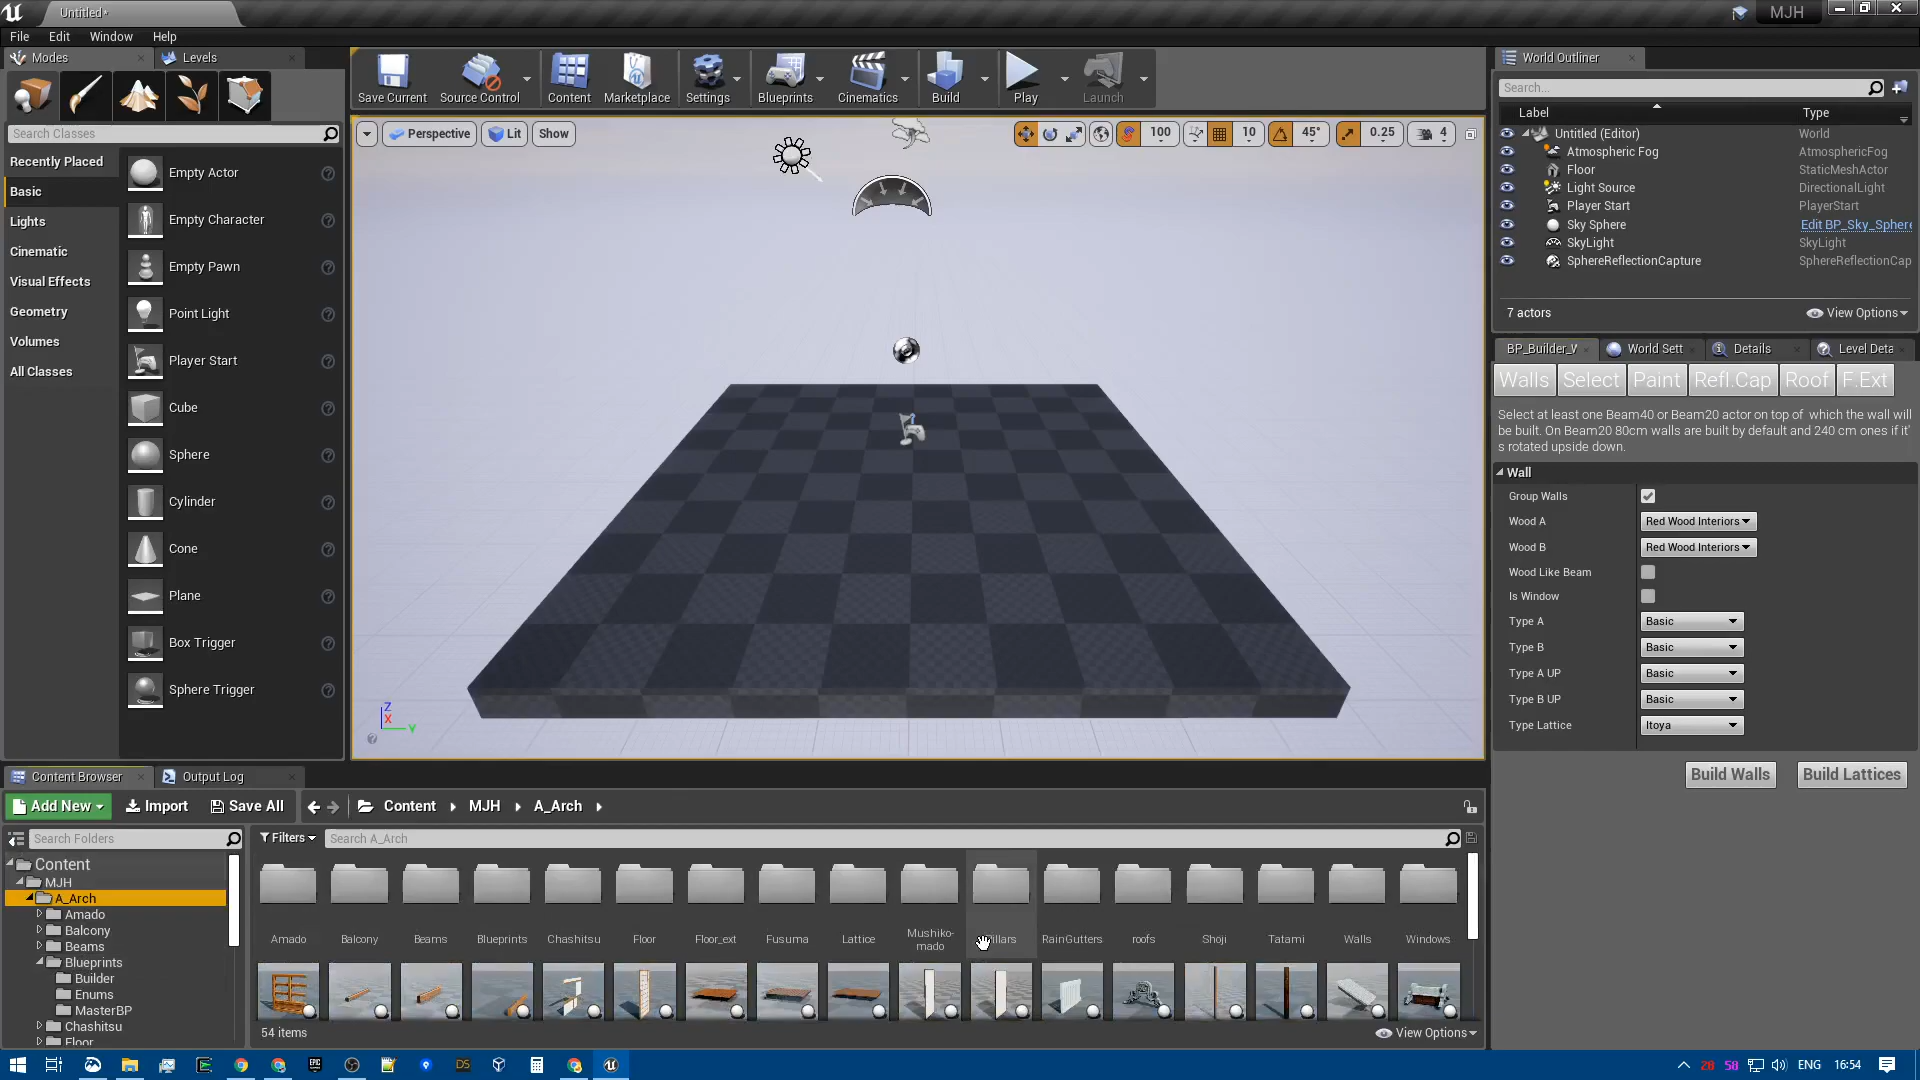 Untitled*
MJH
File Edit Window Help
Modes
Levels
Search Classes
Recently Placed
Basic
Lights
Cinematic
Visual Effects
Geometry
Volumes
All Classes
Empty Actor
Empty Character
Empty Pawn
Point Light
Player Start
Cube
Sphere
Cylinder
Cone
Plane
Box Trigger
Sphere Trigger
Save Current
Source Control
Content
Marketplace
Settings
Blueprints
Cinematics
Build
Play
Launch
Perspective
Lit
Show
100
10
45°
0.25
4
Z
X
Y
World Outliner
Search...
Label Type
Untitled (Editor) World
Atmospheric Fog AtmosphericFog
Floor StaticMeshActor
Light Source DirectionalLight
Player Start PlayerStart
Sky Sphere Edit BP_Sky_Sphere
SkyLight SkyLight
SphereReflectionCapture SphereReflectionCap
7 actors
View Options
BP_Builder_V
World Sett
Details
Level Deta
Walls
Select
Paint
Refl.Cap
Roof
F.Ext
Select at least one Beam40 or Beam20 actor on top of which the wall will
be built. On Beam20 80cm walls are built by default and 240 cm ones if it'
s rotated upside down.
Wall
Group Walls
Wood A Red Wood Interiors
Wood B Red Wood Interiors
Wood Like Beam
Is Window
Type A Basic
Type B Basic
Type A UP Basic
Type B UP Basic
Type Lattice Itoya
Build Walls
Build Lattices
Content Browser
Output Log
Add New
Import
Save All
Content
MJH
A_Arch
Search Folders
Content
MJH
A_Arch
Amado
Balcony
Beams
Blueprints
Builder
Enums
MasterBP
Chashitsu
Floor
Filters
Search A_Arch
Amado
Balcony
Beams
Blueprints
Chashitsu
Floor
Floor_ext
Fusuma
Lattice
Mushiko-
mado
Pillars
RainGutters
roofs
Shoji
Tatami
Walls
Windows
54 items
View Options
EPIC
DS
28
58
ENG
16:54